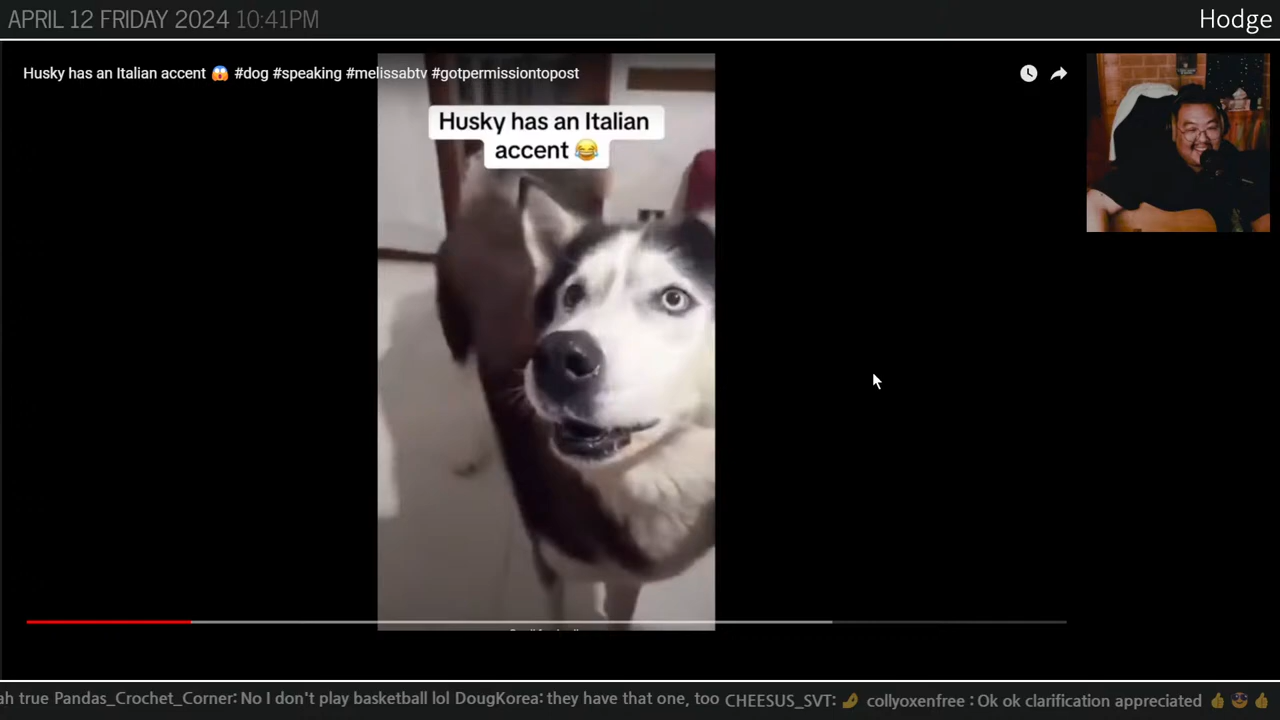 APRIL 12 FRIDAY 2024 10:41PM
Hodge
Husky has an Italian accent 😱 #dog #speaking #melissabtv #gotpermissiontopost
Husky has an Italian
accent 😂
ah true Pandas_Crochet_Corner: No I don't play basketball lol DougKorea: they have that one, too CHEESUS_SVT: collyoxenfree : Ok ok clarification appreciated 👍 👍